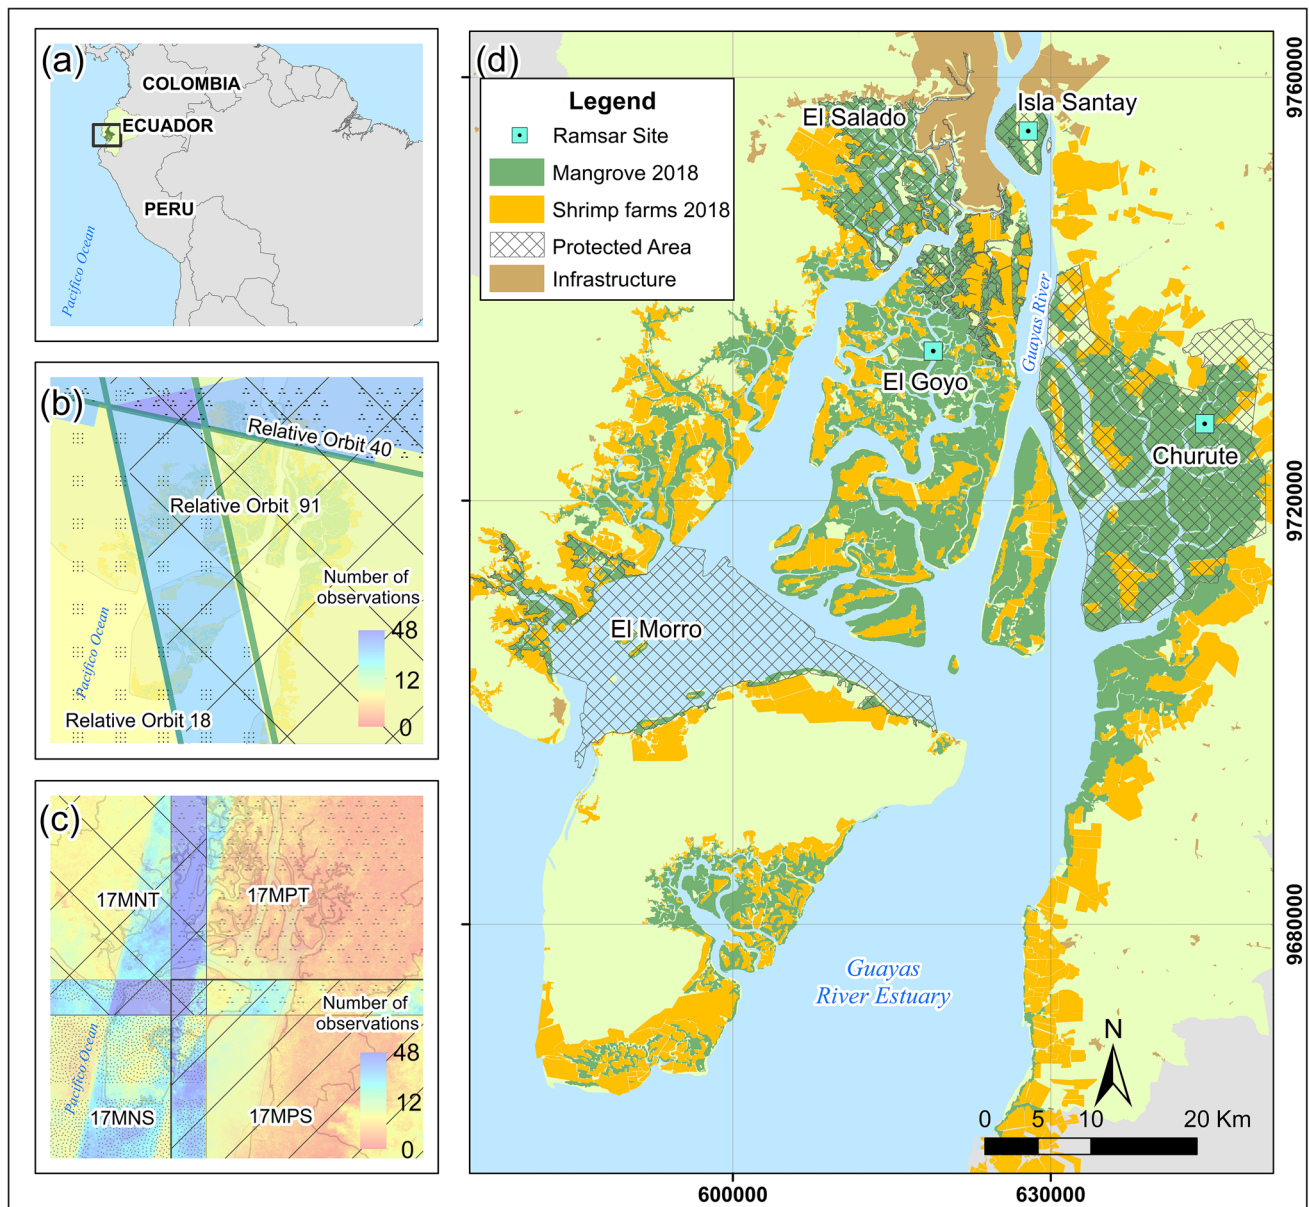 (a)
COLOMBIA
ECUADOR
PERU
Pacifico Ocean
(b)
Relative Orbit 40
Relative Orbit 91
Number of
observations
48
12
0
Pacifico Ocean
Relative Orbit 18
(c)
17MNT
17MPT
Number of
observations
48
12
0
Pacifico Ocean
17MNS
17MPS
(d)
Legend
Ramsar Site
Mangrove 2018
Shrimp farms 2018
Protected Area
Infrastructure
El Salado
Isla Santay
Guayas River
El Goyo
Churute
El Morro
Guayas
River Estuary
N
0 5 10 20 Km
9760000
9720000
9680000
600000
630000